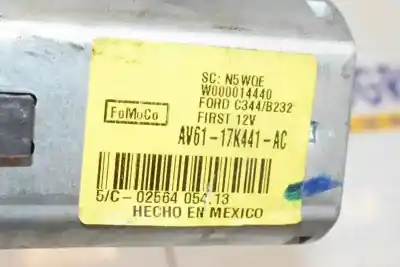 SC: N5WQE
W000014440
FORD C344/B232
FoMoCo
FIRST 12V
AV61-17K441-AC
5/C-02564 054.13
HECHO EN MEXICO